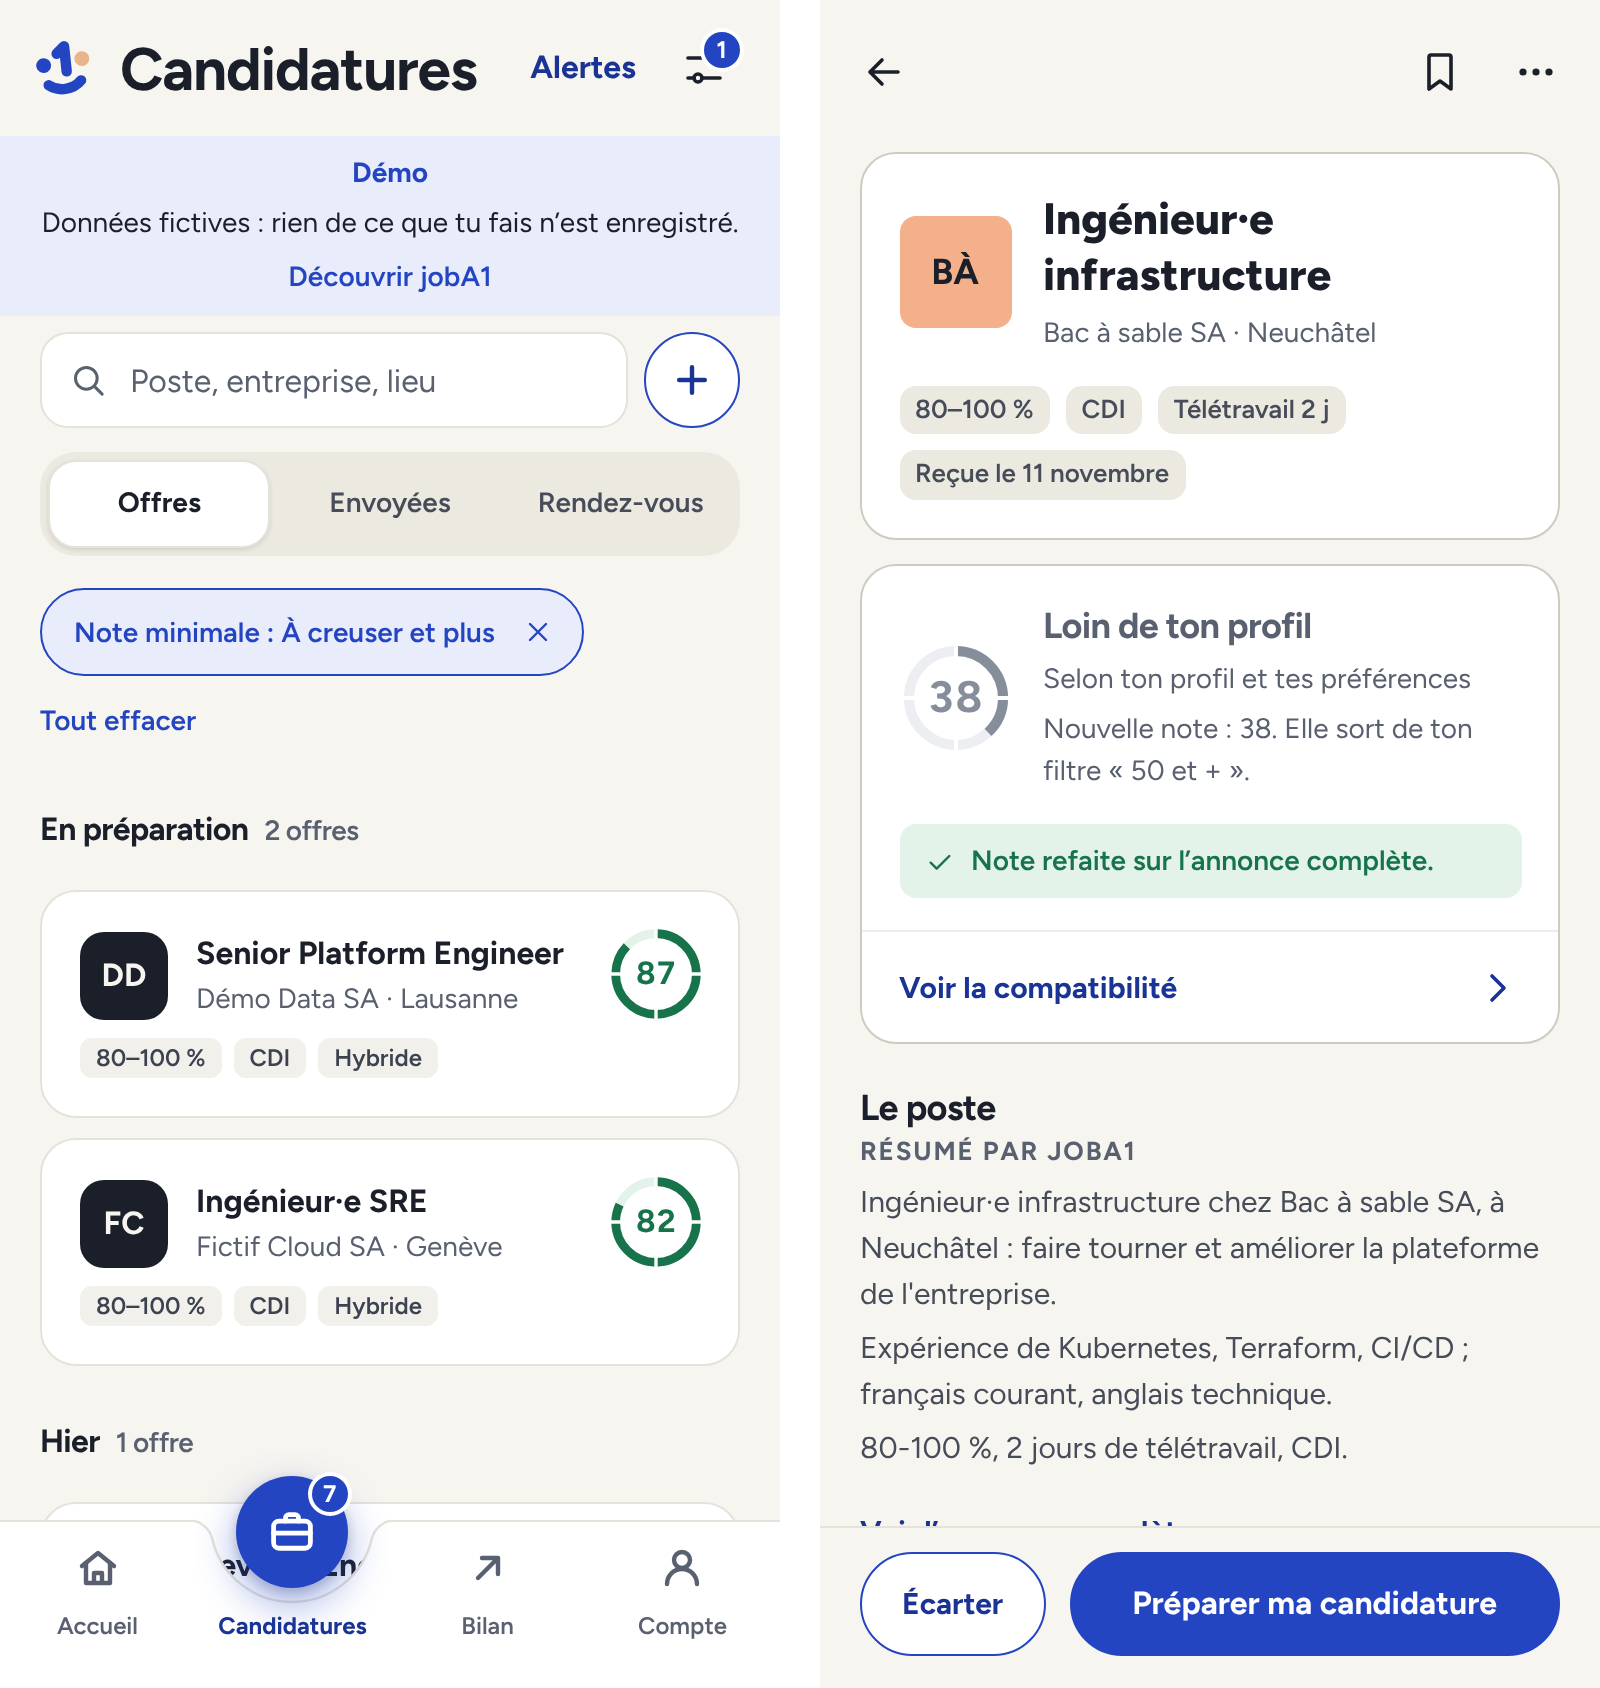 Candidatures
Alertes
1
Démo
Données fictives : rien de ce que tu fais n’est enregistré.
Découvrir jobA1
Poste, entreprise, lieu
Offres
Envoyées
Rendez-vous
Note minimale : À creuser et plus
Tout effacer
En préparation 2 offres
DD
Senior Platform Engineer
Démo Data SA · Lausanne
87
80–100 %
CDI
Hybride
FC
Ingénieur·e SRE
Fictif Cloud SA · Genève
82
80–100 %
CDI
Hybride
Hier 1 offre
7
Accueil
Candidatures
Bilan
Compte
BÀ
Ingénieur·e
infrastructure
Bac à sable SA · Neuchâtel
80–100 %
CDI
Télétravail 2 j
Reçue le 11 novembre
38
Loin de ton profil
Selon ton profil et tes préférences
Nouvelle note : 38. Elle sort de ton
filtre « 50 et + ».
Note refaite sur l’annonce complète.
Voir la compatibilité
Le poste
RÉSUMÉ PAR JOBA1
Ingénieur·e infrastructure chez Bac à sable SA, à
Neuchâtel : faire tourner et améliorer la plateforme
de l'entreprise.
Expérience de Kubernetes, Terraform, CI/CD ;
français courant, anglais technique.
80-100 %, 2 jours de télétravail, CDI.
Écarter
Préparer ma candidature